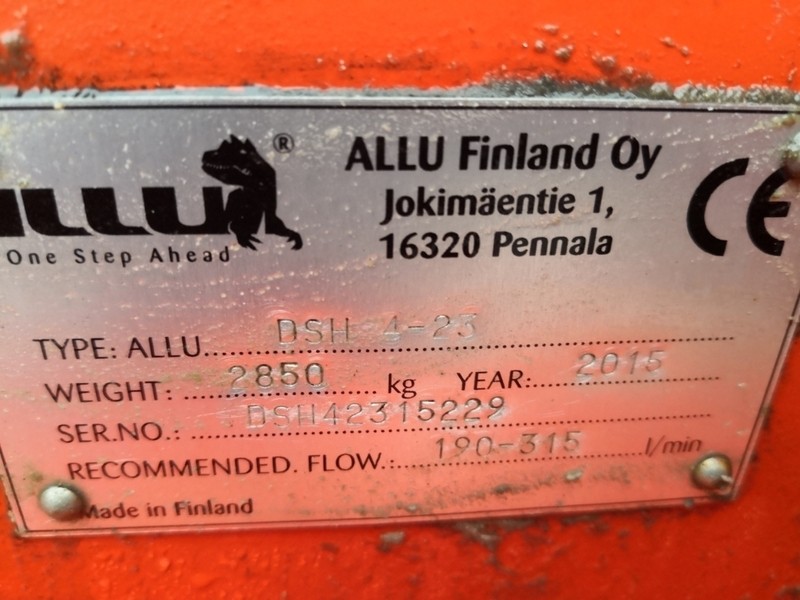 ALLU ®
One Step Ahead
ALLU Finland Oy
Jokimäentie 1,
16320 Pennala
CE
TYPE: ALLU DSH 4-23
WEIGHT: 2850 kg YEAR: 2015
SER.NO.: DSH42315229
RECOMMENDED. FLOW.: 190-315 l/min
Made in Finland